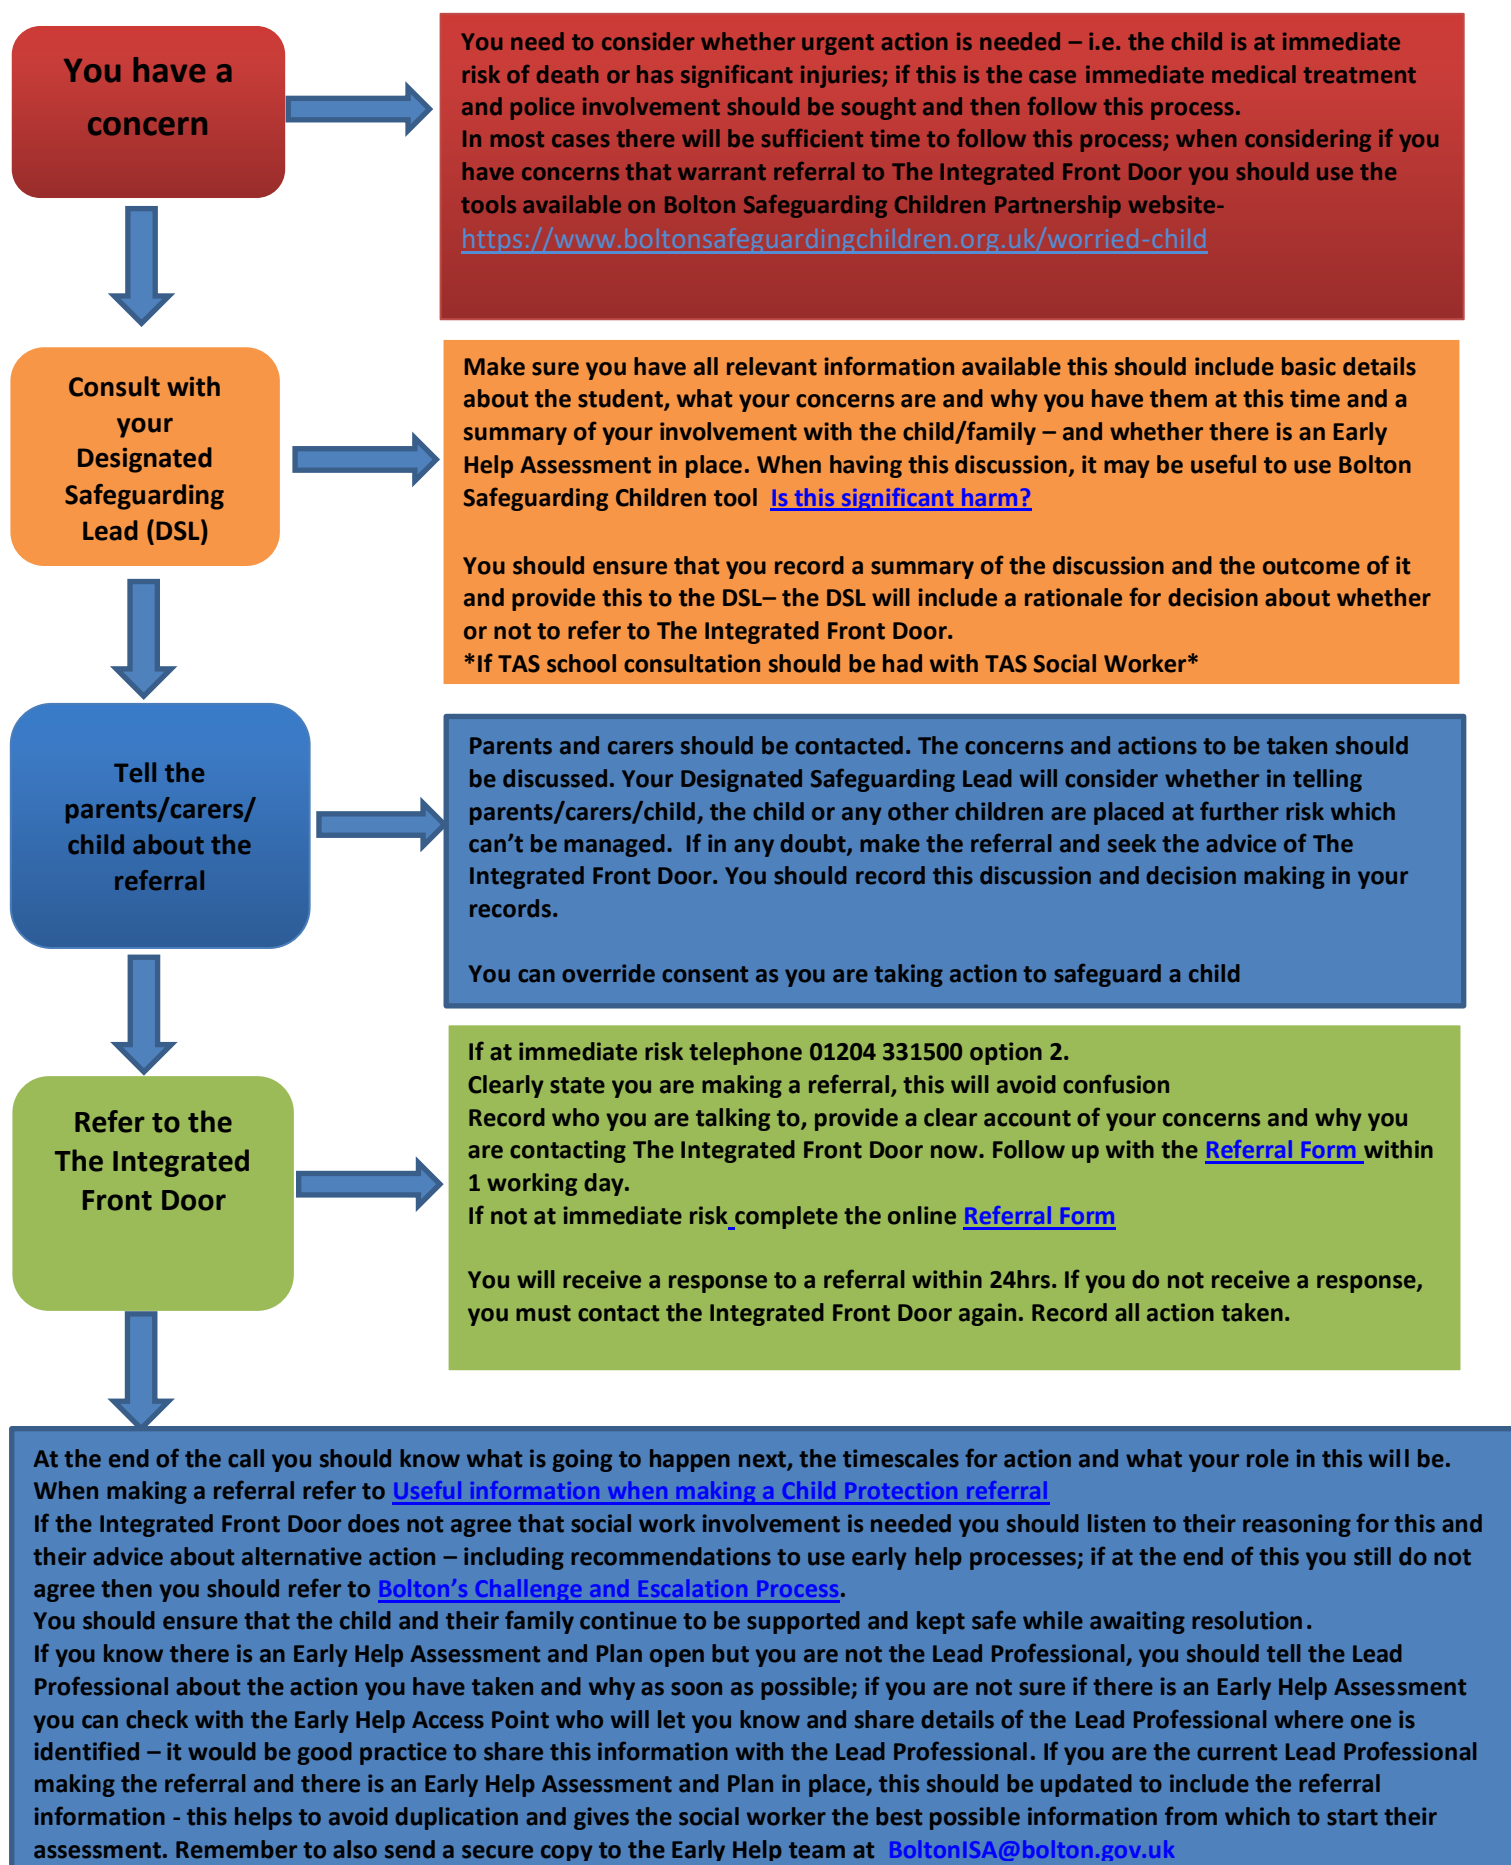 You have a
concern
You need to consider whether urgent action is needed – i.e. the child is at immediate
risk of death or has significant injuries; if this is the case immediate medical treatment
and police involvement should be sought and then follow this process.
In most cases there will be sufficient time to follow this process; when considering if you
have concerns that warrant referral to The Integrated Front Door you should use the
tools available on Bolton Safeguarding Children Partnership website-
https://www.boltonsafeguardingchildren.org.uk/worried-child
Consult with
your
Designated
Safeguarding
Lead (DSL)
Make sure you have all relevant information available this should include basic details
about the student, what your concerns are and why you have them at this time and a
summary of your involvement with the child/family – and whether there is an Early
Help Assessment in place. When having this discussion, it may be useful to use Bolton
Safeguarding Children tool Is this significant harm?
You should ensure that you record a summary of the discussion and the outcome of it
and provide this to the DSL– the DSL will include a rationale for decision about whether
or not to refer to The Integrated Front Door.
*If TAS school consultation should be had with TAS Social Worker*
Tell the
parents/carers/
child about the
referral
Parents and carers should be contacted. The concerns and actions to be taken should
be discussed. Your Designated Safeguarding Lead will consider whether in telling
parents/carers/child, the child or any other children are placed at further risk which
can't be managed. If in any doubt, make the referral and seek the advice of The
Integrated Front Door. You should record this discussion and decision making in your
records.
You can override consent as you are taking action to safeguard a child
Refer to the
The Integrated
Front Door
If at immediate risk telephone 01204 331500 option 2.
Clearly state you are making a referral, this will avoid confusion
Record who you are talking to, provide a clear account of your concerns and why you
are contacting The Integrated Front Door now. Follow up with the Referral Form within
1 working day.
If not at immediate risk complete the online Referral Form
You will receive a response to a referral within 24hrs. If you do not receive a response,
you must contact the Integrated Front Door again. Record all action taken.
At the end of the call you should know what is going to happen next, the timescales for action and what your role in this will be.
When making a referral refer to Useful information when making a Child Protection referral
If the Integrated Front Door does not agree that social work involvement is needed you should listen to their reasoning for this and
their advice about alternative action – including recommendations to use early help processes; if at the end of this you still do not
agree then you should refer to Bolton's Challenge and Escalation Process.
You should ensure that the child and their family continue to be supported and kept safe while awaiting resolution.
If you know there is an Early Help Assessment and Plan open but you are not the Lead Professional, you should tell the Lead
Professional about the action you have taken and why as soon as possible; if you are not sure if there is an Early Help Assessment
you can check with the Early Help Access Point who will let you know and share details of the Lead Professional where one is
identified – it would be good practice to share this information with the Lead Professional. If you are the current Lead Professional
making the referral and there is an Early Help Assessment and Plan in place, this should be updated to include the referral
information - this helps to avoid duplication and gives the social worker the best possible information from which to start their
assessment. Remember to also send a secure copy to the Early Help team at BoltonISA@bolton.gov.uk